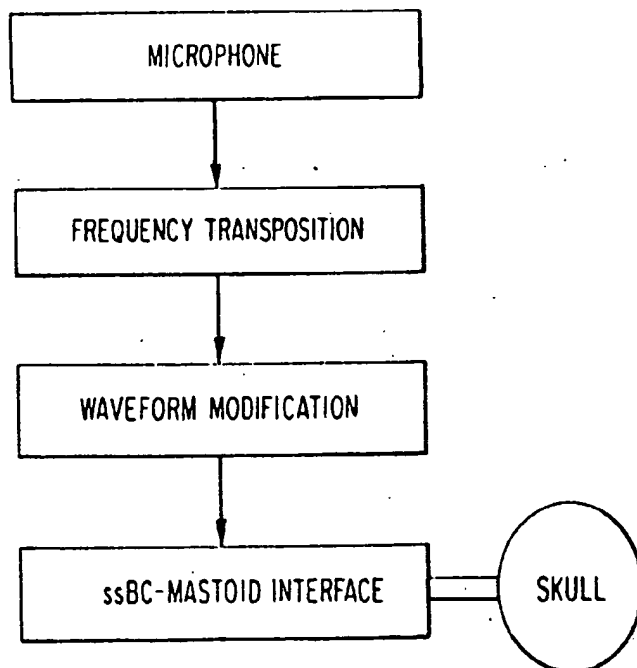 MICROPHONE
FREQUENCY TRANSPOSITION
WAVEFORM MODIFICATION
ssBC-MASTOID INTERFACE
SKULL